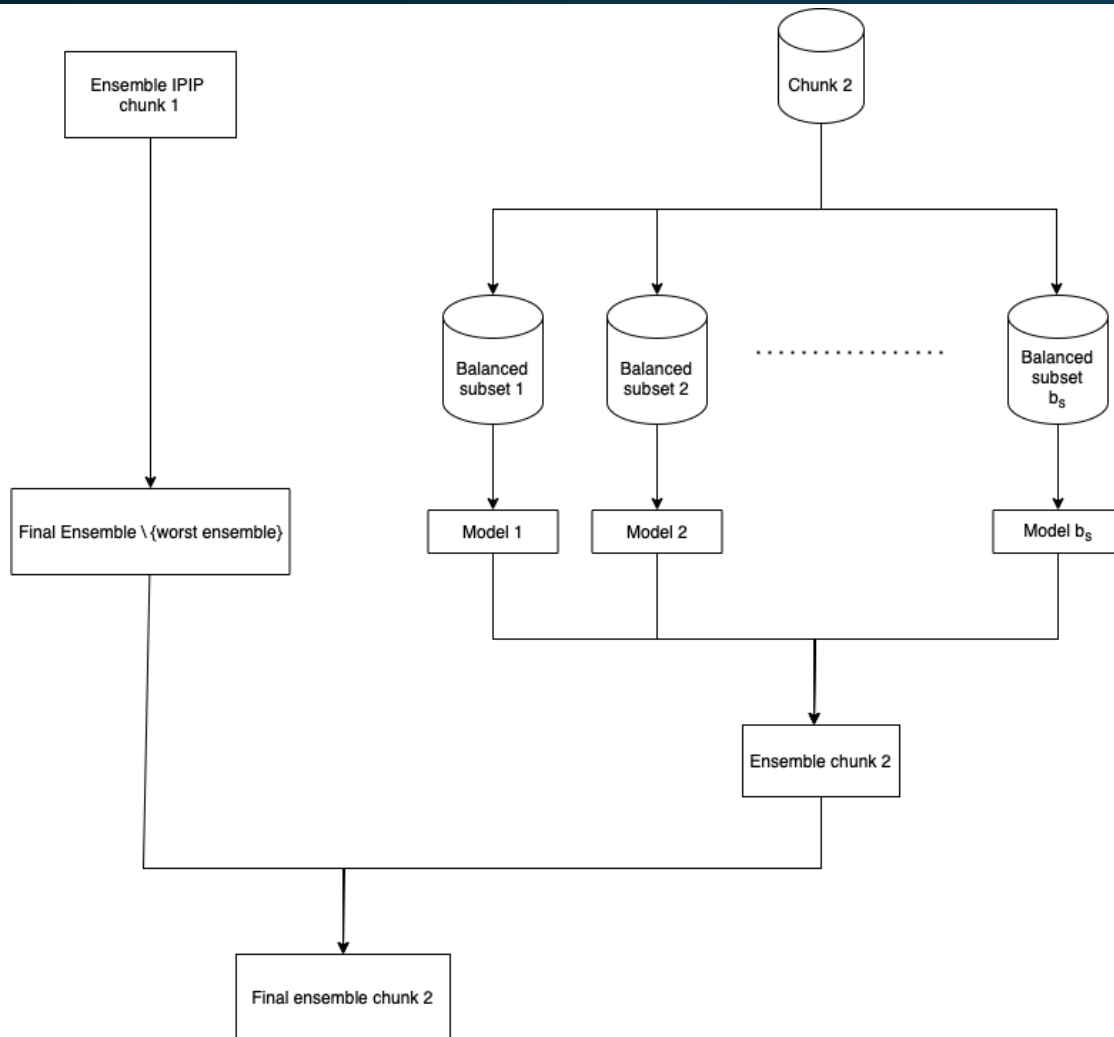 Ensemble IPIP
chunk 1
Chunk 2
Balanced
subset 1
Balanced
subset 2
Balanced
subset
bₛ
Final Ensemble \ {worst ensemble}
Model 1
Model 2
Model bₛ
Ensemble chunk 2
Final ensemble chunk 2